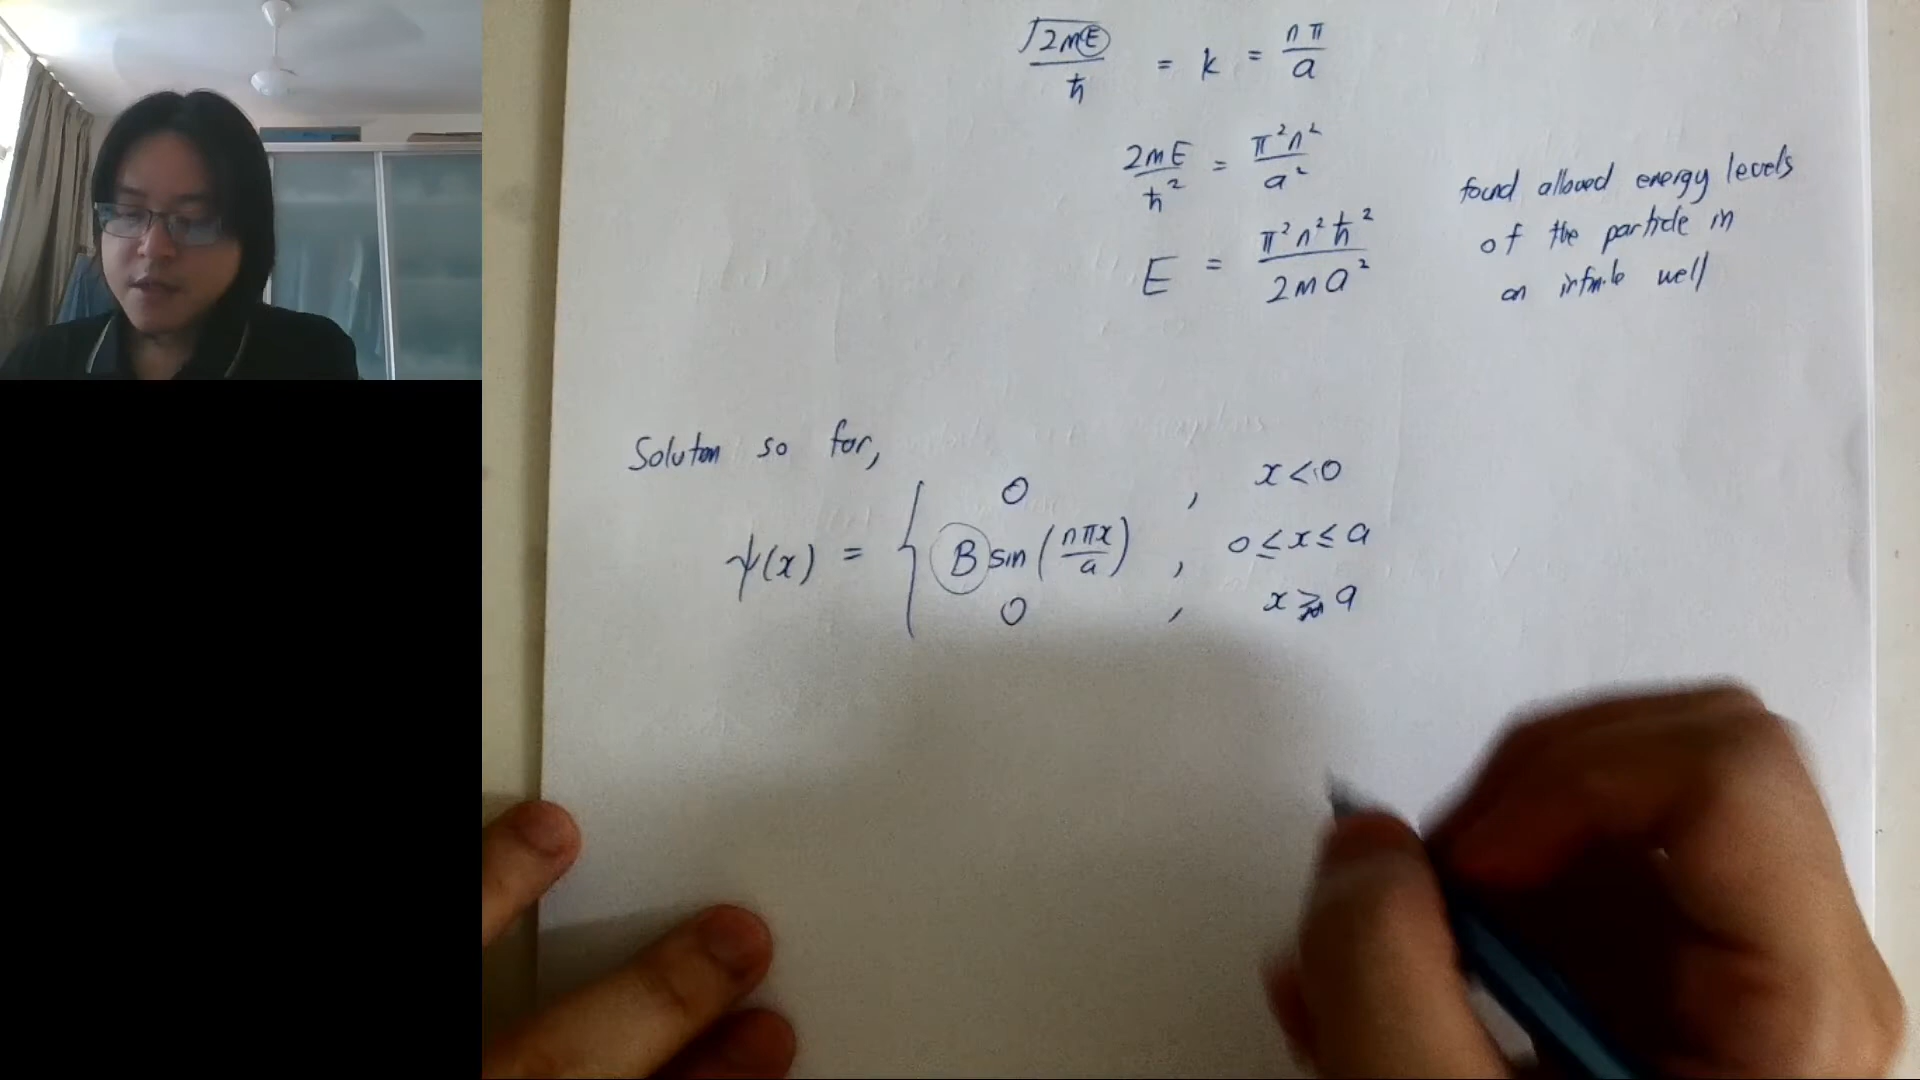 √2mE / ħ = k = nπ / a
2mE / ħ² = π²n² / a²
E = π²n²ħ² / 2ma²
found allowed energy levels
of the particle in
an infinite well
Soluton so far,
ψ(x) = { 0 , x < 0
B sin(nπx / a) , 0 ≤ x ≤ a
0 , x > a